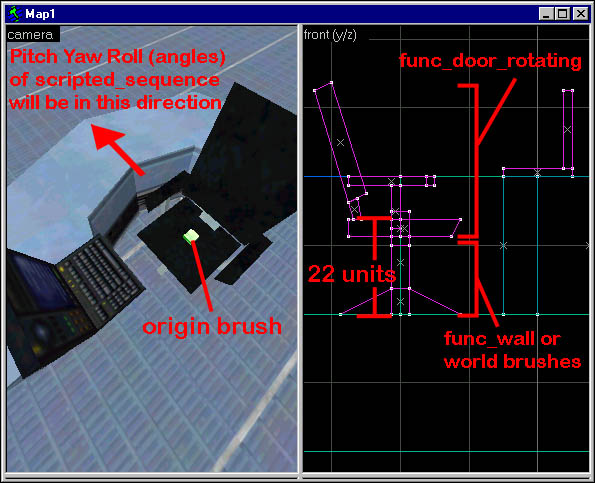 Map1
camera
Pitch Yaw Roll (angles)
of scripted_sequence
will be in this direction
origin brush
front (y/z)
func_door_rotating
22 units
func_wall or
world brushes